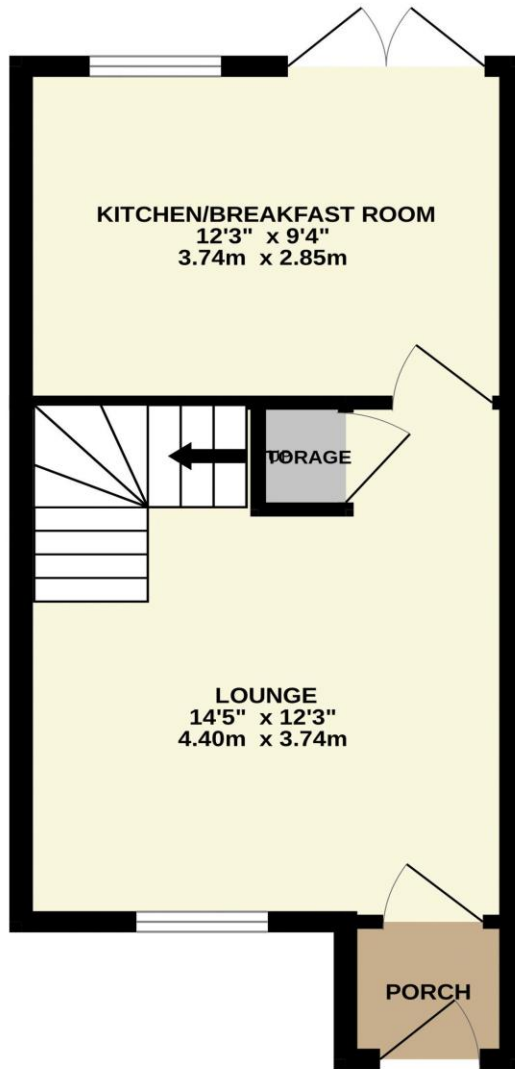 KITCHEN/BREAKFAST ROOM
12'3" x 9'4"
3.74m x 2.85m
TORAGE
LOUNGE
14'5" x 12'3"
4.40m x 3.74m
PORCH